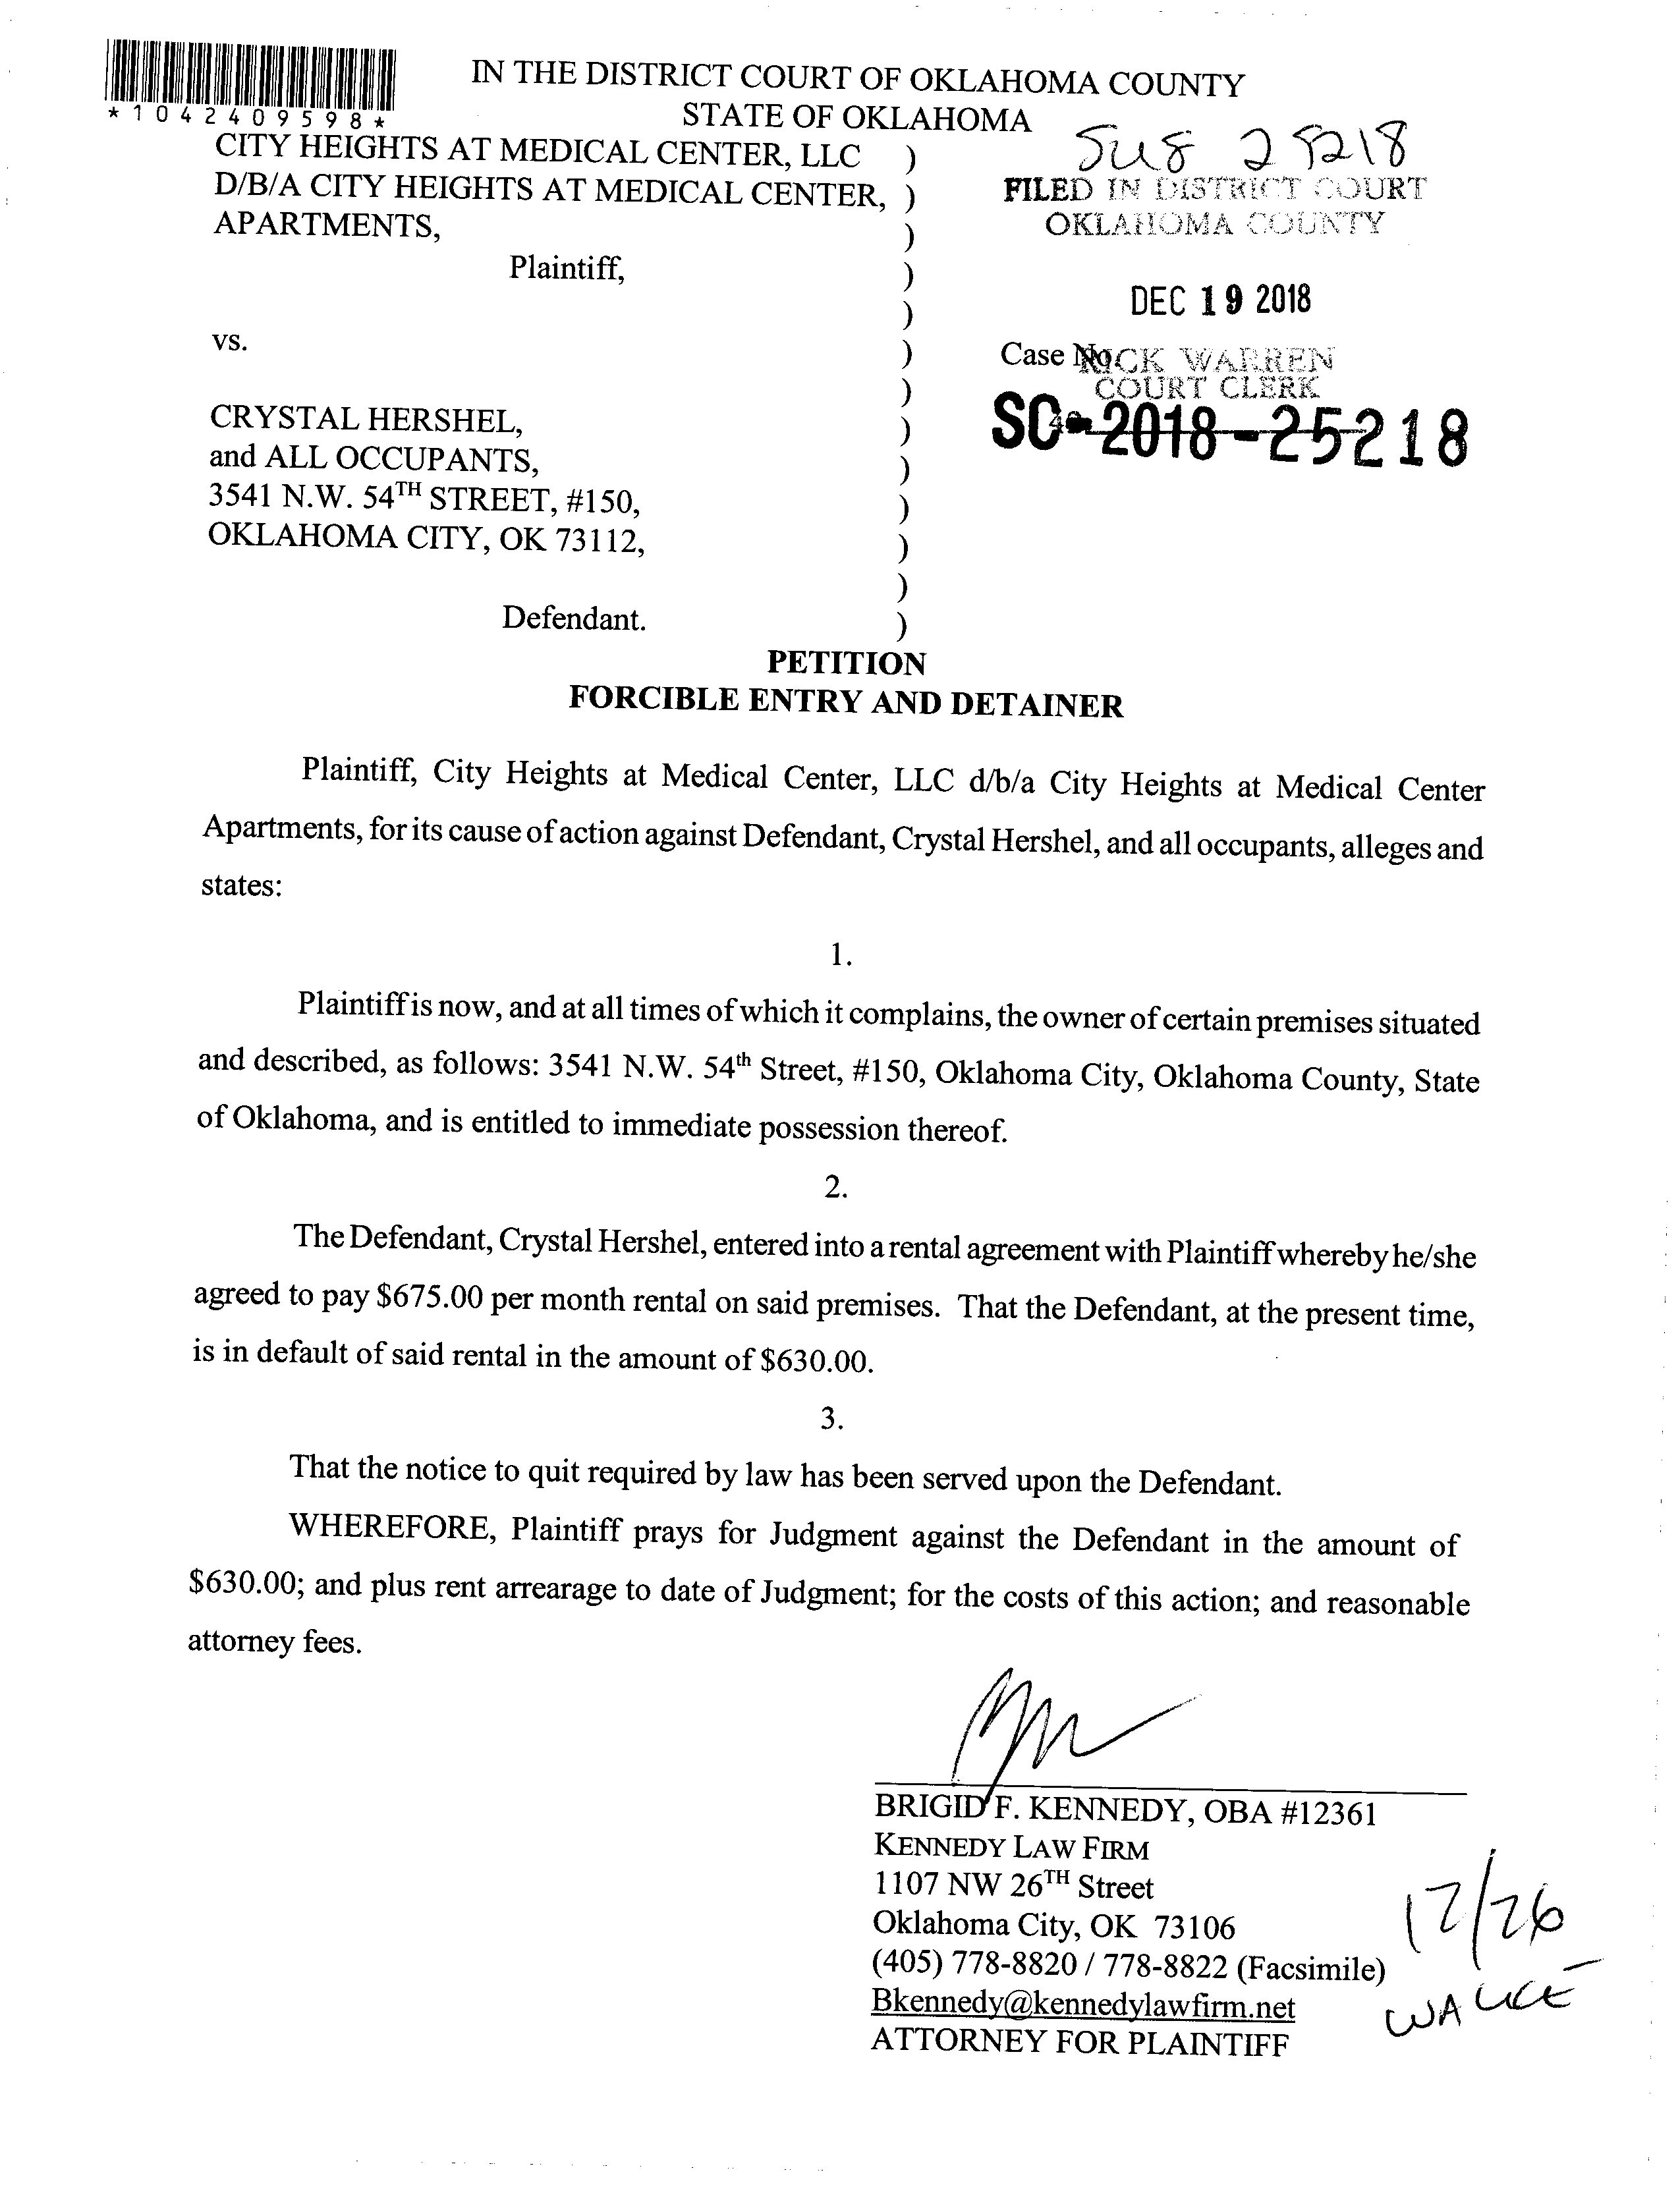 IN THE DISTRICT COURT OF OKLAHOMA COUNTY
STATE OF OKLAHOMA
*1042409598*
CITY HEIGHTS AT MEDICAL CENTER, LLC )
D/B/A CITY HEIGHTS AT MEDICAL CENTER, )
APARTMENTS, )
Plaintiff, )
)
vs. )
)
CRYSTAL HERSHEL, )
and ALL OCCUPANTS, )
3541 N.W. 54TH STREET, #150, )
OKLAHOMA CITY, OK 73112, )
)
Defendant. )
25218
FILED IN DISTRICT COURT
OKLAHOMA COUNTY
DEC 19 2018
Case No
RICK WARREN
COURT CLERK
SC-2018-25218
PETITION
FORCIBLE ENTRY AND DETAINER
Plaintiff, City Heights at Medical Center, LLC d/b/a City Heights at Medical Center
Apartments, for its cause of action against Defendant, Crystal Hershel, and all occupants, alleges and
states:
1.
Plaintiff is now, and at all times of which it complains, the owner of certain premises situated
and described, as follows: 3541 N.W. 54th Street, #150, Oklahoma City, Oklahoma County, State
of Oklahoma, and is entitled to immediate possession thereof.
2.
The Defendant, Crystal Hershel, entered into a rental agreement with Plaintiff whereby he/she
agreed to pay $675.00 per month rental on said premises. That the Defendant, at the present time,
is in default of said rental in the amount of $630.00.
3.
That the notice to quit required by law has been served upon the Defendant.
WHEREFORE, Plaintiff prays for Judgment against the Defendant in the amount of
$630.00; and plus rent arrearage to date of Judgment; for the costs of this action; and reasonable
attorney fees.
BRIGID F. KENNEDY, OBA #12361
KENNEDY LAW FIRM
1107 NW 26TH Street
Oklahoma City, OK 73106
(405) 778-8820 / 778-8822 (Facsimile)
Bkennedy@kennedylawfirm.net
ATTORNEY FOR PLAINTIFF
12/26